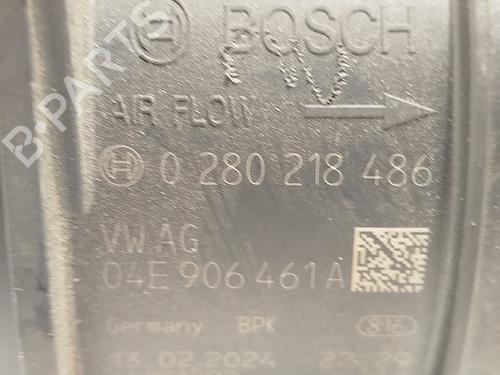 BOSCH
AIR FLOW
0 280 218 486
VW AG
04E 906 461 A
Germany BPK 816
13.02.2024 22:29
B-PARTS